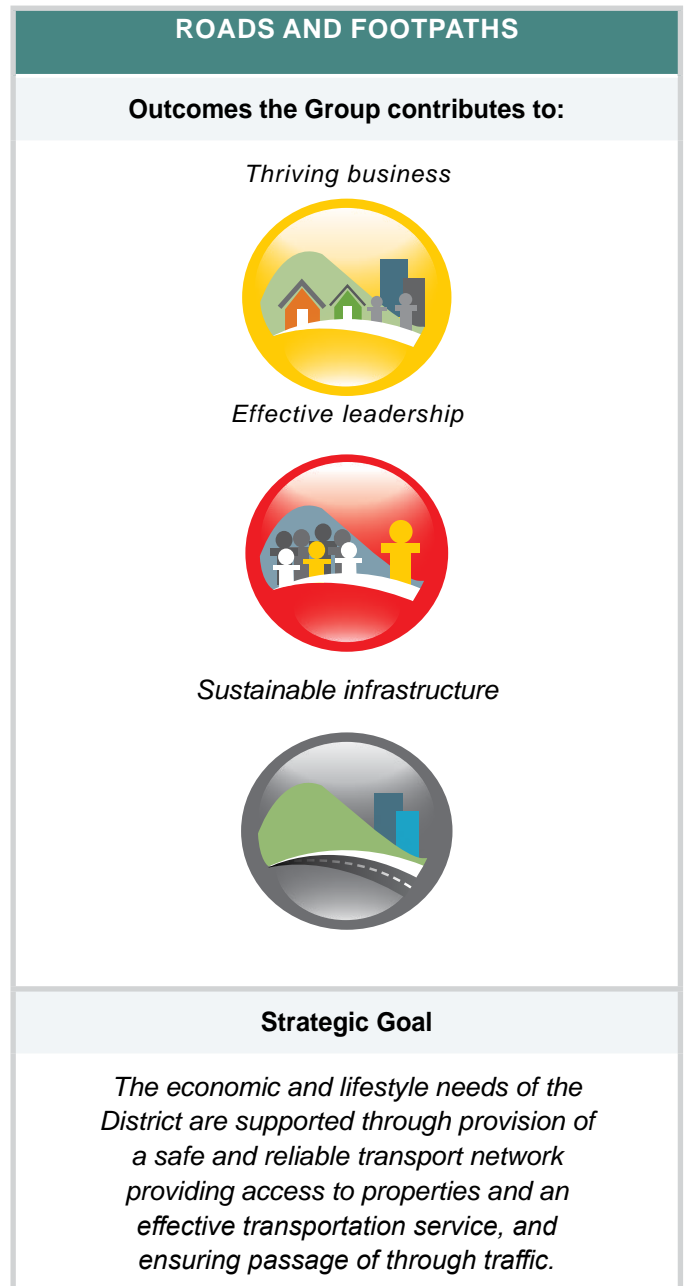 ROADS AND FOOTPATHS
Outcomes the Group contributes to:
Thriving business
Effective leadership
Sustainable infrastructure
Strategic Goal
The economic and lifestyle needs of the
District are supported through provision of
a safe and reliable transport network
providing access to properties and an
effective transportation service, and
ensuring passage of through traffic.